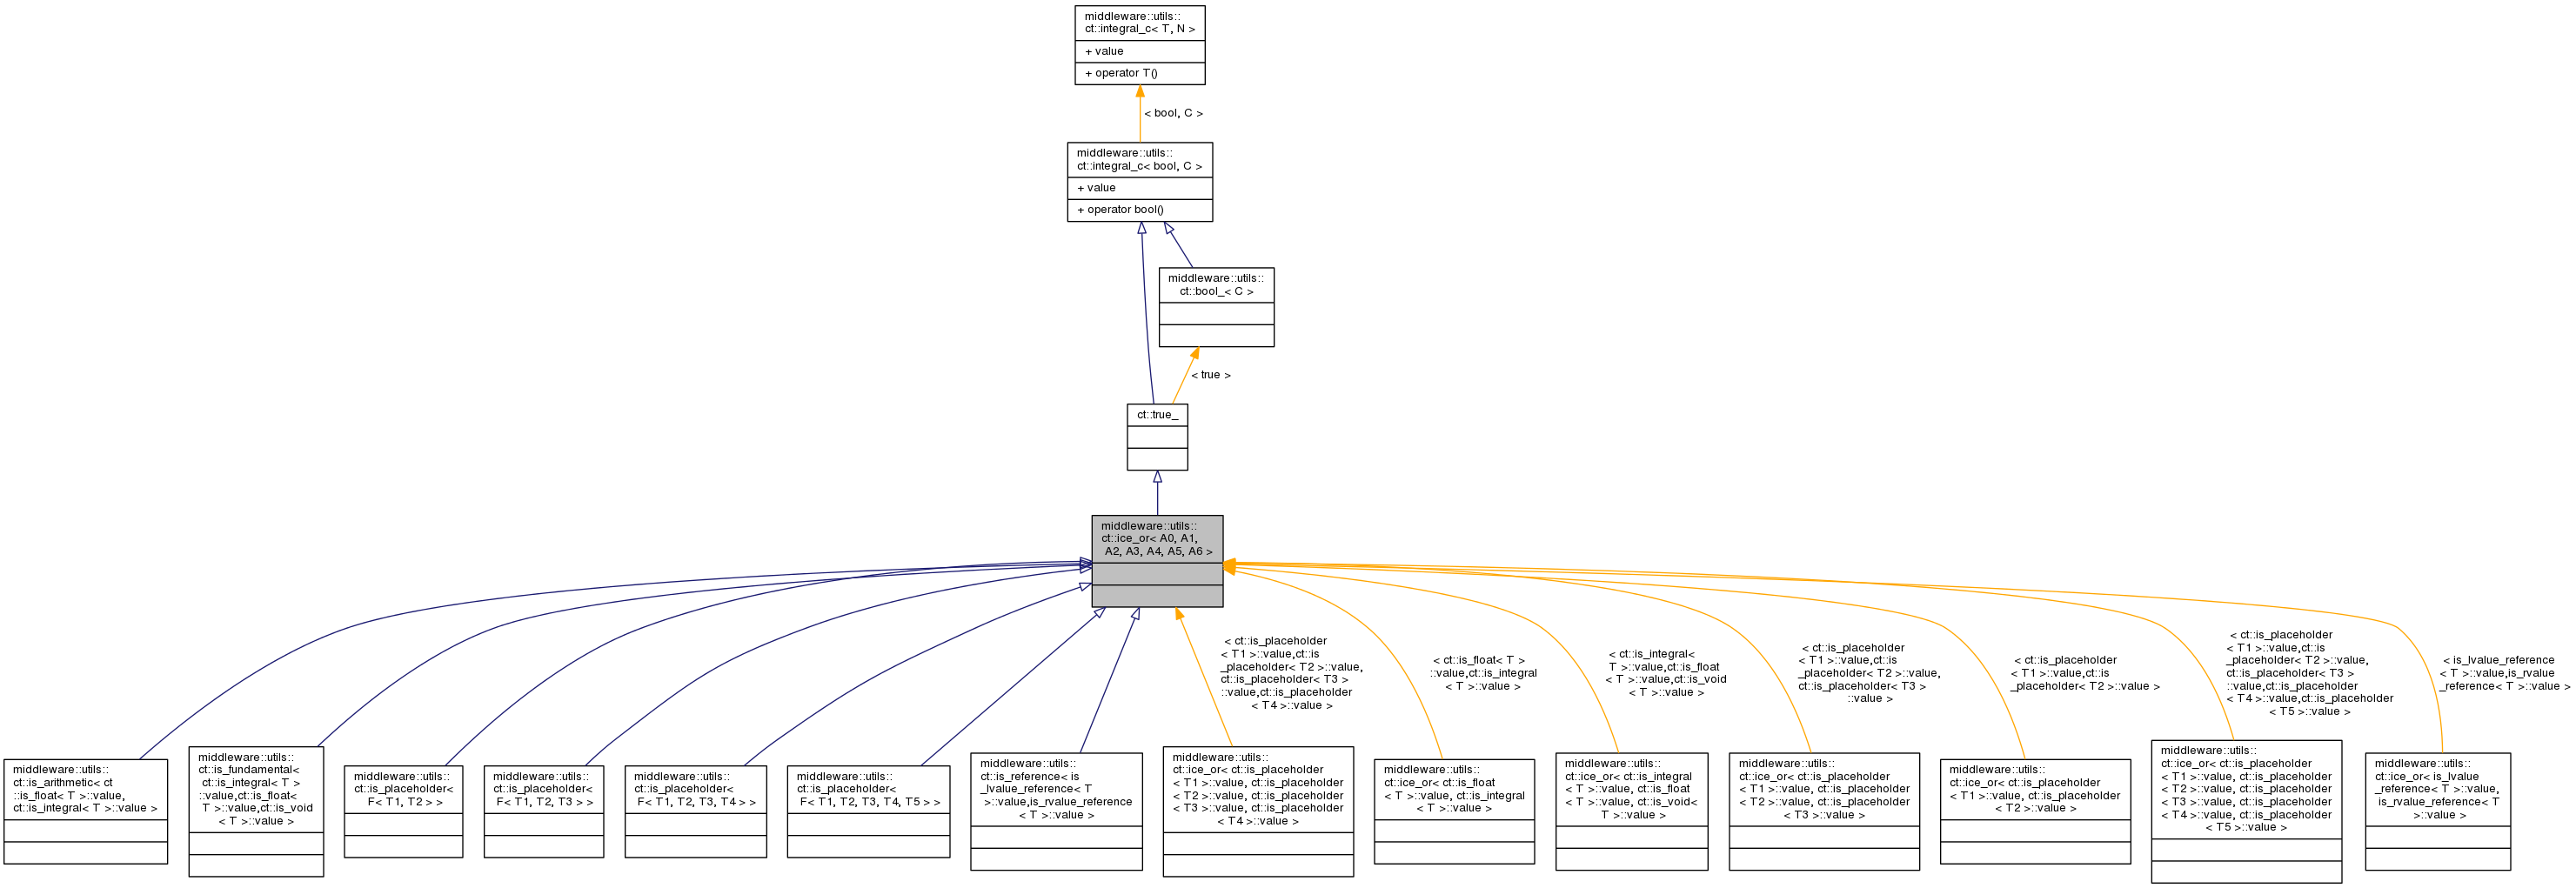 middleware::utils::
ct::integral_c< T, N >
+ value
+ operator T()
< bool, C >
middleware::utils::
ct::integral_c< bool, C >
+ value
+ operator bool()
middleware::utils::
ct::bool_< C >
< true >
ct::true_
middleware::utils::
ct::ice_or< A0, A1,
A2, A3, A4, A5, A6 >
< ct::is_placeholder
< T1 >::value,ct::is
_placeholder< T2 >::value,
ct::is_placeholder< T3 >
::value,ct::is_placeholder
< T4 >::value >
< ct::is_float< T >
::value,ct::is_integral
< T >::value >
< ct::is_integral<
T >::value,ct::is_float
< T >::value,ct::is_void
< T >::value >
< ct::is_placeholder
< T1 >::value,ct::is
_placeholder< T2 >::value,
ct::is_placeholder< T3 >
::value >
< ct::is_placeholder
< T1 >::value,ct::is
_placeholder< T2 >::value >
< ct::is_placeholder
< T1 >::value,ct::is
_placeholder< T2 >::value,
ct::is_placeholder< T3 >
::value,ct::is_placeholder
< T4 >::value,ct::is_placeholder
< T5 >::value >
< is_lvalue_reference
< T >::value,is_rvalue
_reference< T >::value >
middleware::utils::
ct::is_arithmetic< ct
::is_float< T >::value,
ct::is_integral< T >::value >
middleware::utils::
ct::is_fundamental<
ct::is_integral< T >
::value,ct::is_float<
T >::value,ct::is_void
< T >::value >
middleware::utils::
ct::is_placeholder<
F< T1, T2 > >
middleware::utils::
ct::is_placeholder<
F< T1, T2, T3 > >
middleware::utils::
ct::is_placeholder<
F< T1, T2, T3, T4 > >
middleware::utils::
ct::is_placeholder<
F< T1, T2, T3, T4, T5 > >
middleware::utils::
ct::is_reference< is
_lvalue_reference< T
>::value,is_rvalue_reference
< T >::value >
middleware::utils::
ct::ice_or< ct::is_placeholder
< T1 >::value, ct::is_placeholder
< T2 >::value, ct::is_placeholder
< T3 >::value, ct::is_placeholder
< T4 >::value >
middleware::utils::
ct::ice_or< ct::is_float
< T >::value, ct::is_integral
< T >::value >
middleware::utils::
ct::ice_or< ct::is_integral
< T >::value, ct::is_float
< T >::value, ct::is_void<
T >::value >
middleware::utils::
ct::ice_or< ct::is_placeholder
< T1 >::value, ct::is_placeholder
< T2 >::value, ct::is_placeholder
< T3 >::value >
middleware::utils::
ct::ice_or< ct::is_placeholder
< T1 >::value, ct::is_placeholder
< T2 >::value >
middleware::utils::
ct::ice_or< ct::is_placeholder
< T1 >::value, ct::is_placeholder
< T2 >::value, ct::is_placeholder
< T3 >::value, ct::is_placeholder
< T4 >::value, ct::is_placeholder
< T5 >::value >
middleware::utils::
ct::ice_or< is_lvalue
_reference< T >::value,
is_rvalue_reference< T
>::value >